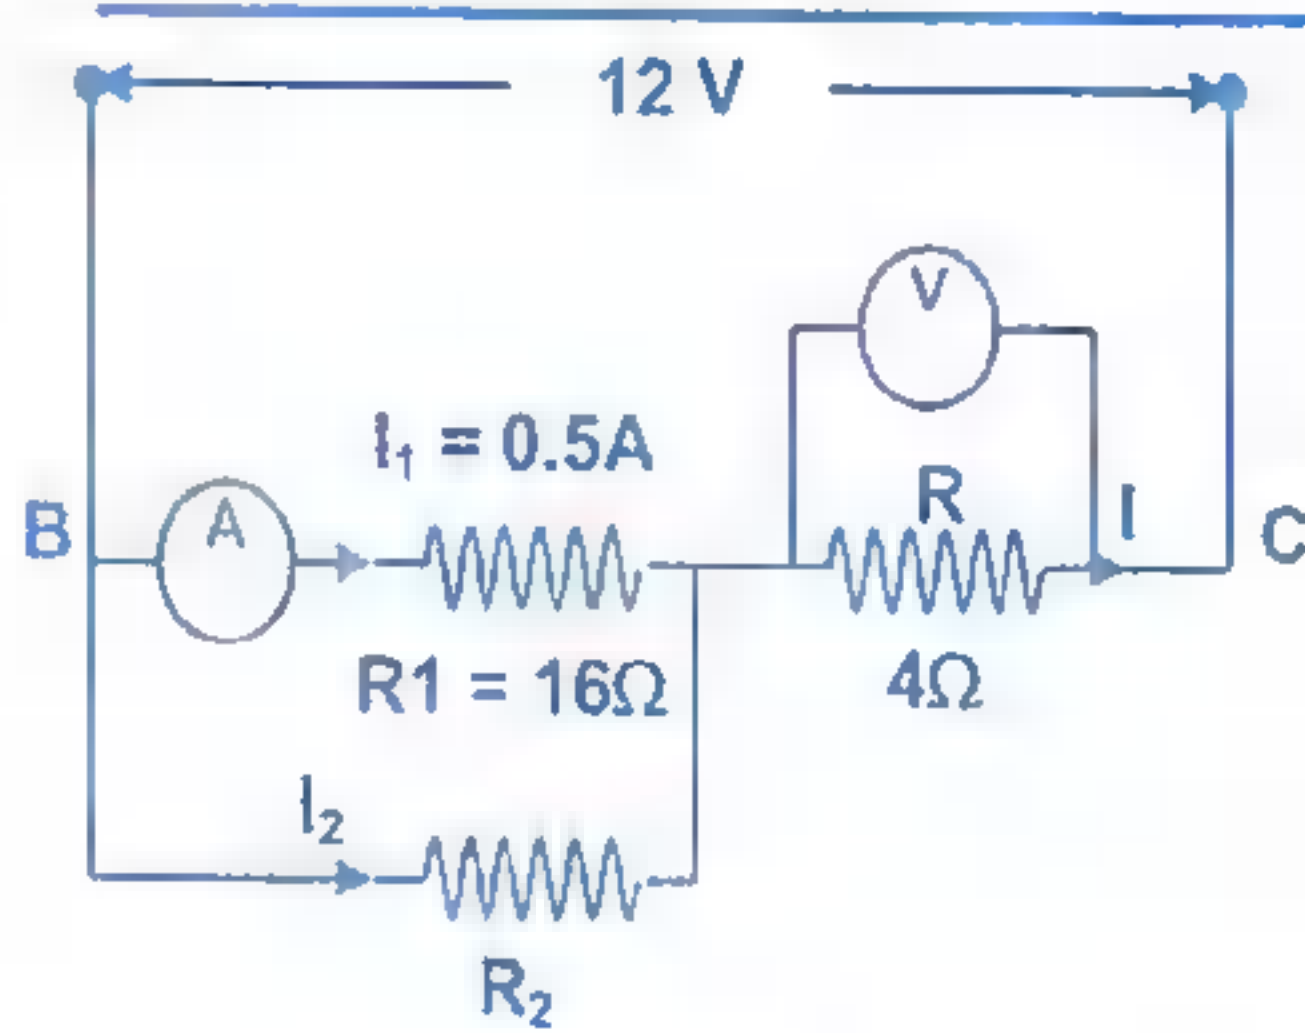 12 V
V
I₁ = 0.5A
R
I
B
A
C
R1 = 16Ω
4Ω
I₂
R₂